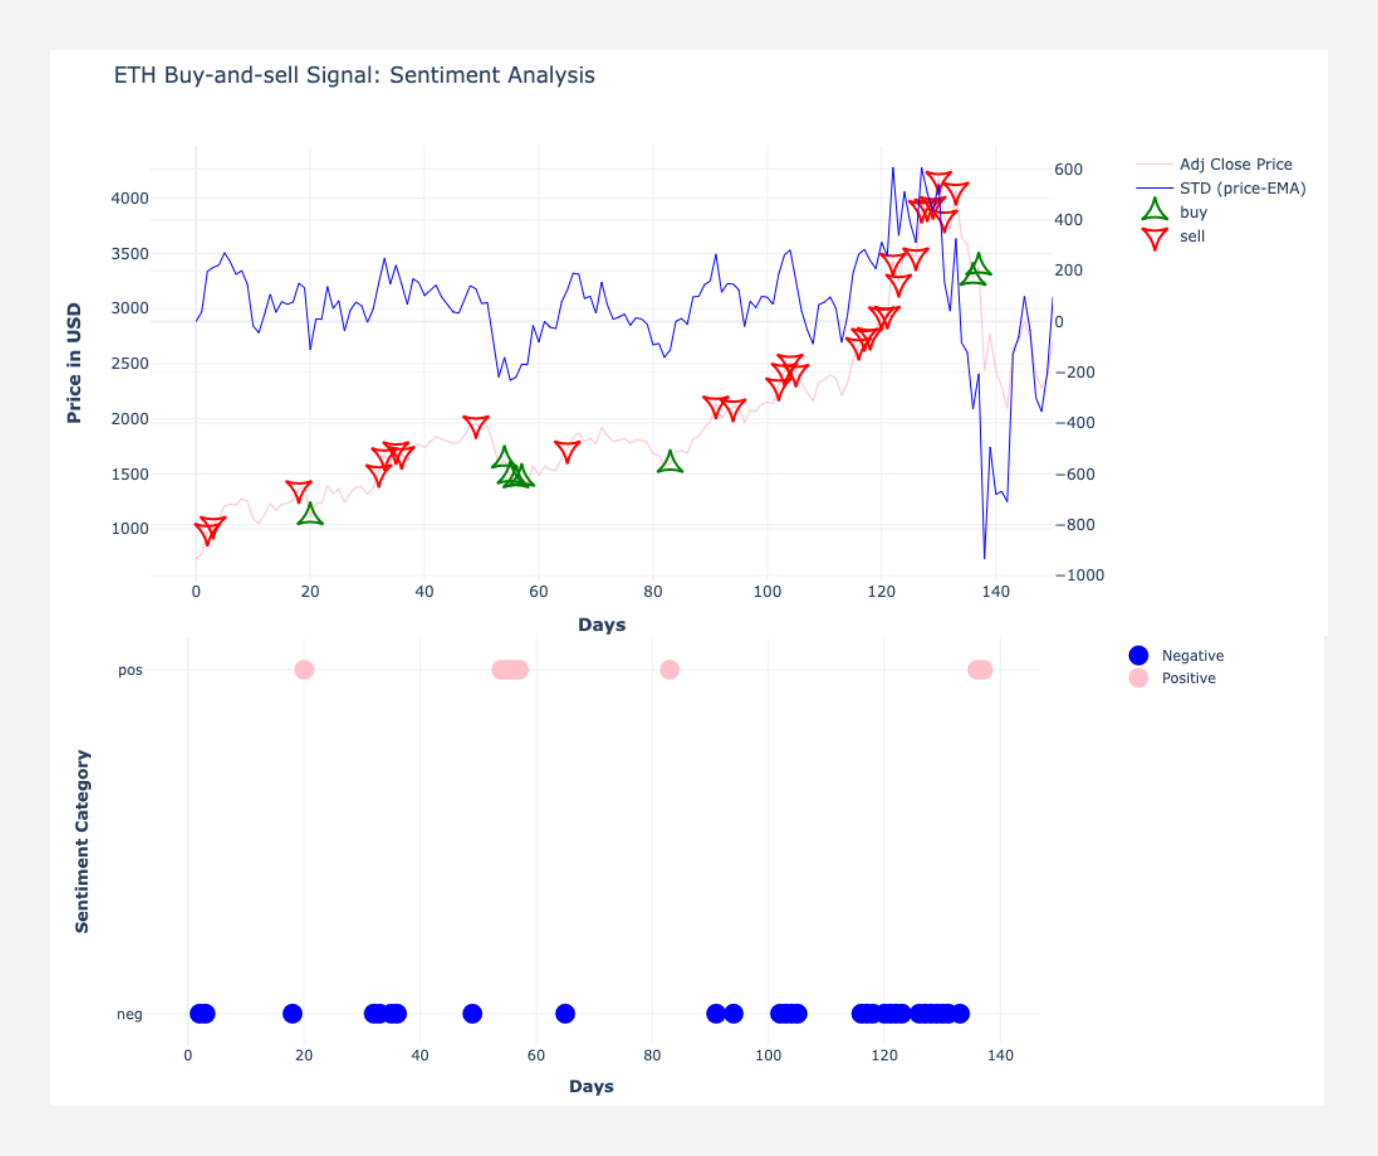 ETH Buy-and-sell Signal: Sentiment Analysis
Adj Close Price
STD (price-EMA)
buy
sell
Price in USD
4000
3500
3000
2500
2000
1500
1000
600
400
200
0
−200
−400
−600
−800
−1000
0 20 40 60 80 100 120 140
Days
Negative
Positive
Sentiment Category
pos
neg
0 20 40 60 80 100 120 140
Days